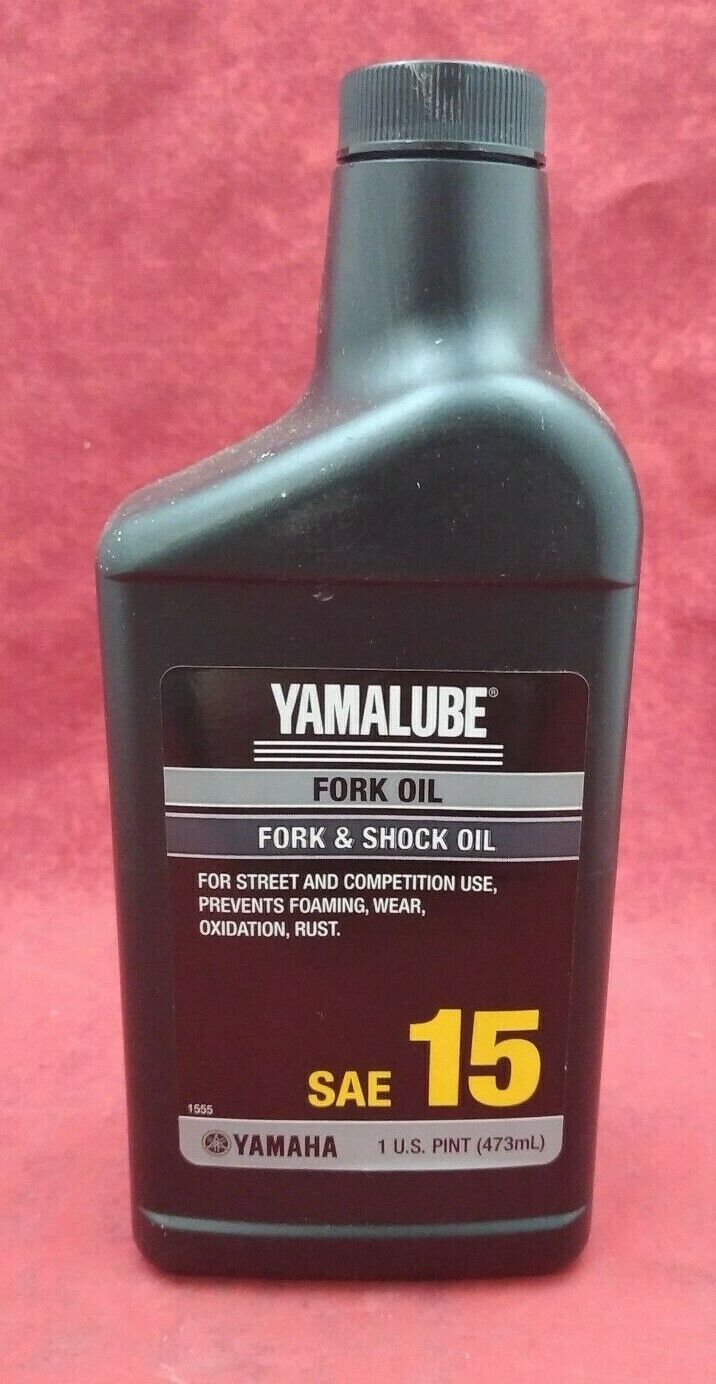 YAMALUBE®
FORK OIL
FORK & SHOCK OIL
FOR STREET AND COMPETITION USE,
PREVENTS FOAMING, WEAR,
OXIDATION, RUST.
SAE 15
1555
YAMAHA 1 U.S. PINT (473mL)